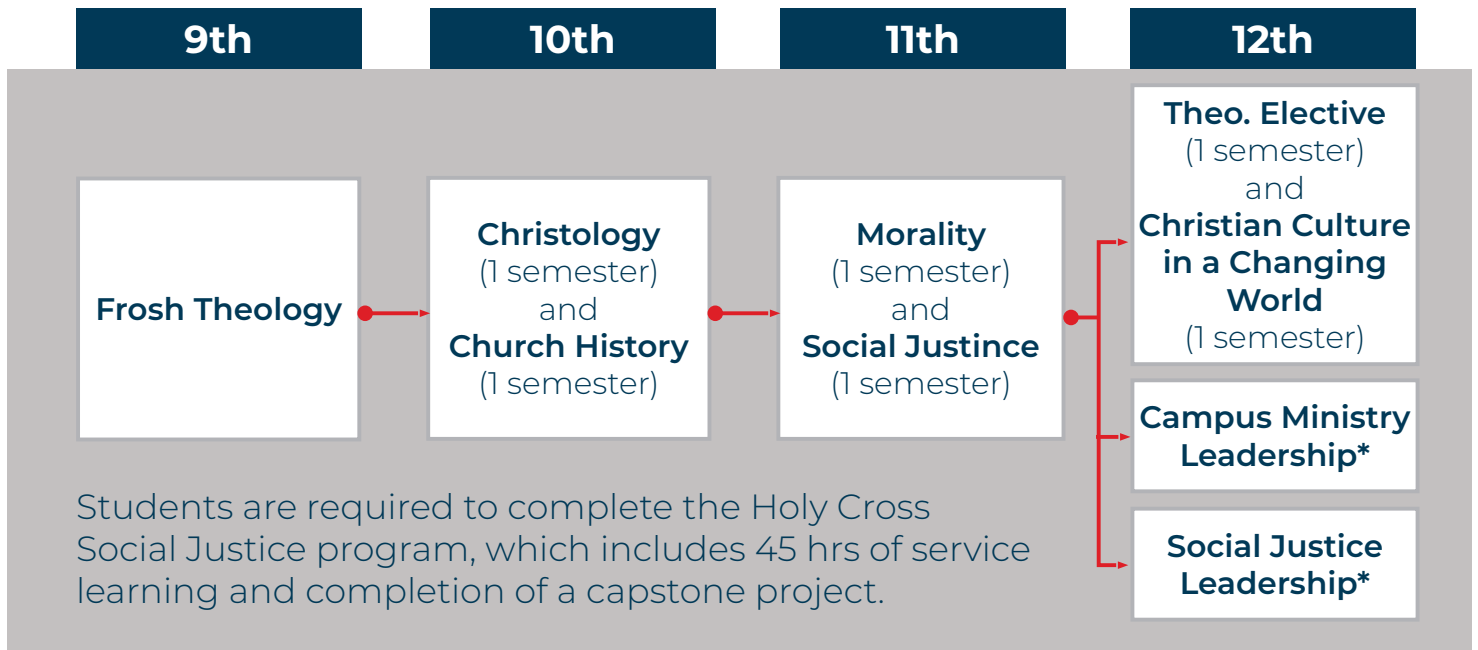 9th
10th
11th
12th
Frosh Theology
Christology
(1 semester)
and
Church History
(1 semester)
Morality
(1 semester)
and
Social Justince
(1 semester)
Theo. Elective
(1 semester)
and
Christian Culture
in a Changing
World
(1 semester)
Campus Ministry
Leadership*
Social Justice
Leadership*
Students are required to complete the Holy Cross
Social Justice program, which includes 45 hrs of service
learning and completion of a capstone project.